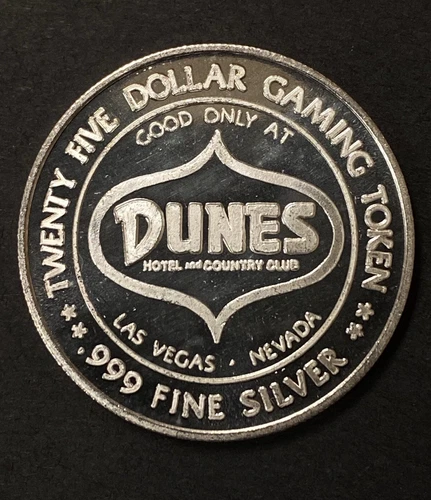 TWENTY FIVE DOLLAR GAMING TOKEN
GOOD ONLY AT
DUNES
HOTEL and COUNTRY CLUB
LAS VEGAS · NEVADA
** .999 FINE SILVER **